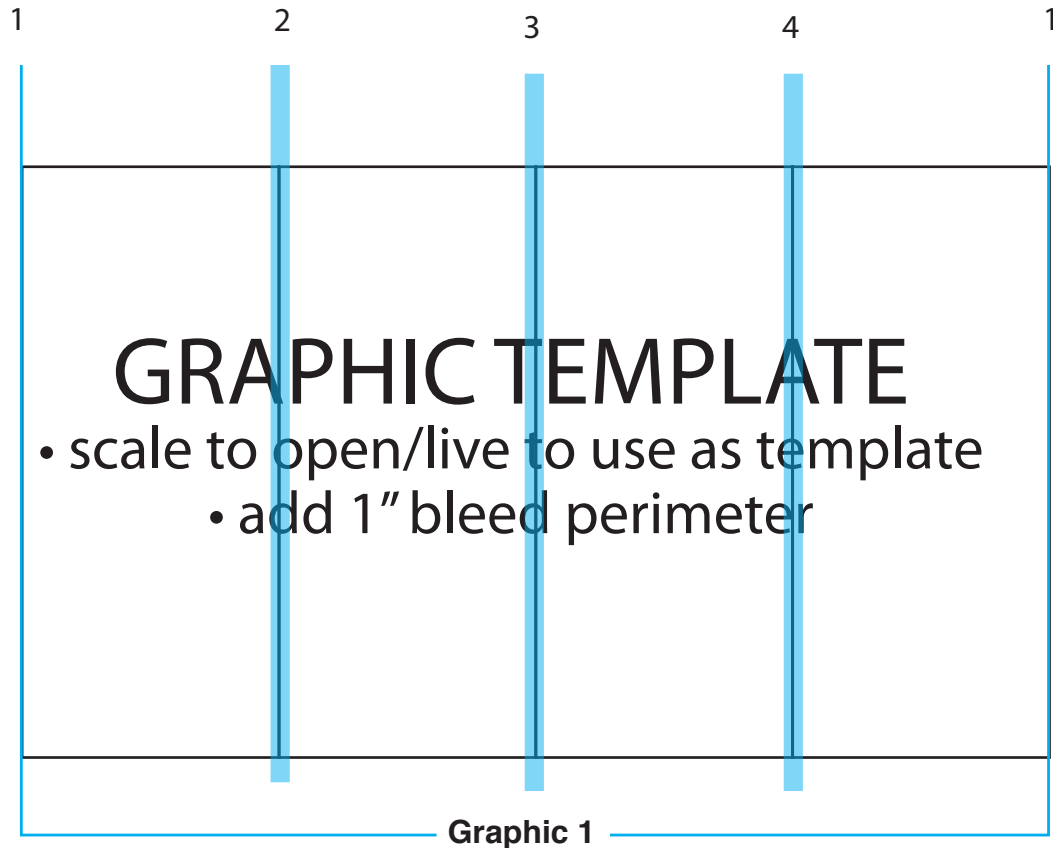 1 2 3 4 1
GRAPHIC TEMPLATE
• scale to open/live to use as template
• add 1” bleed perimeter
Graphic 1